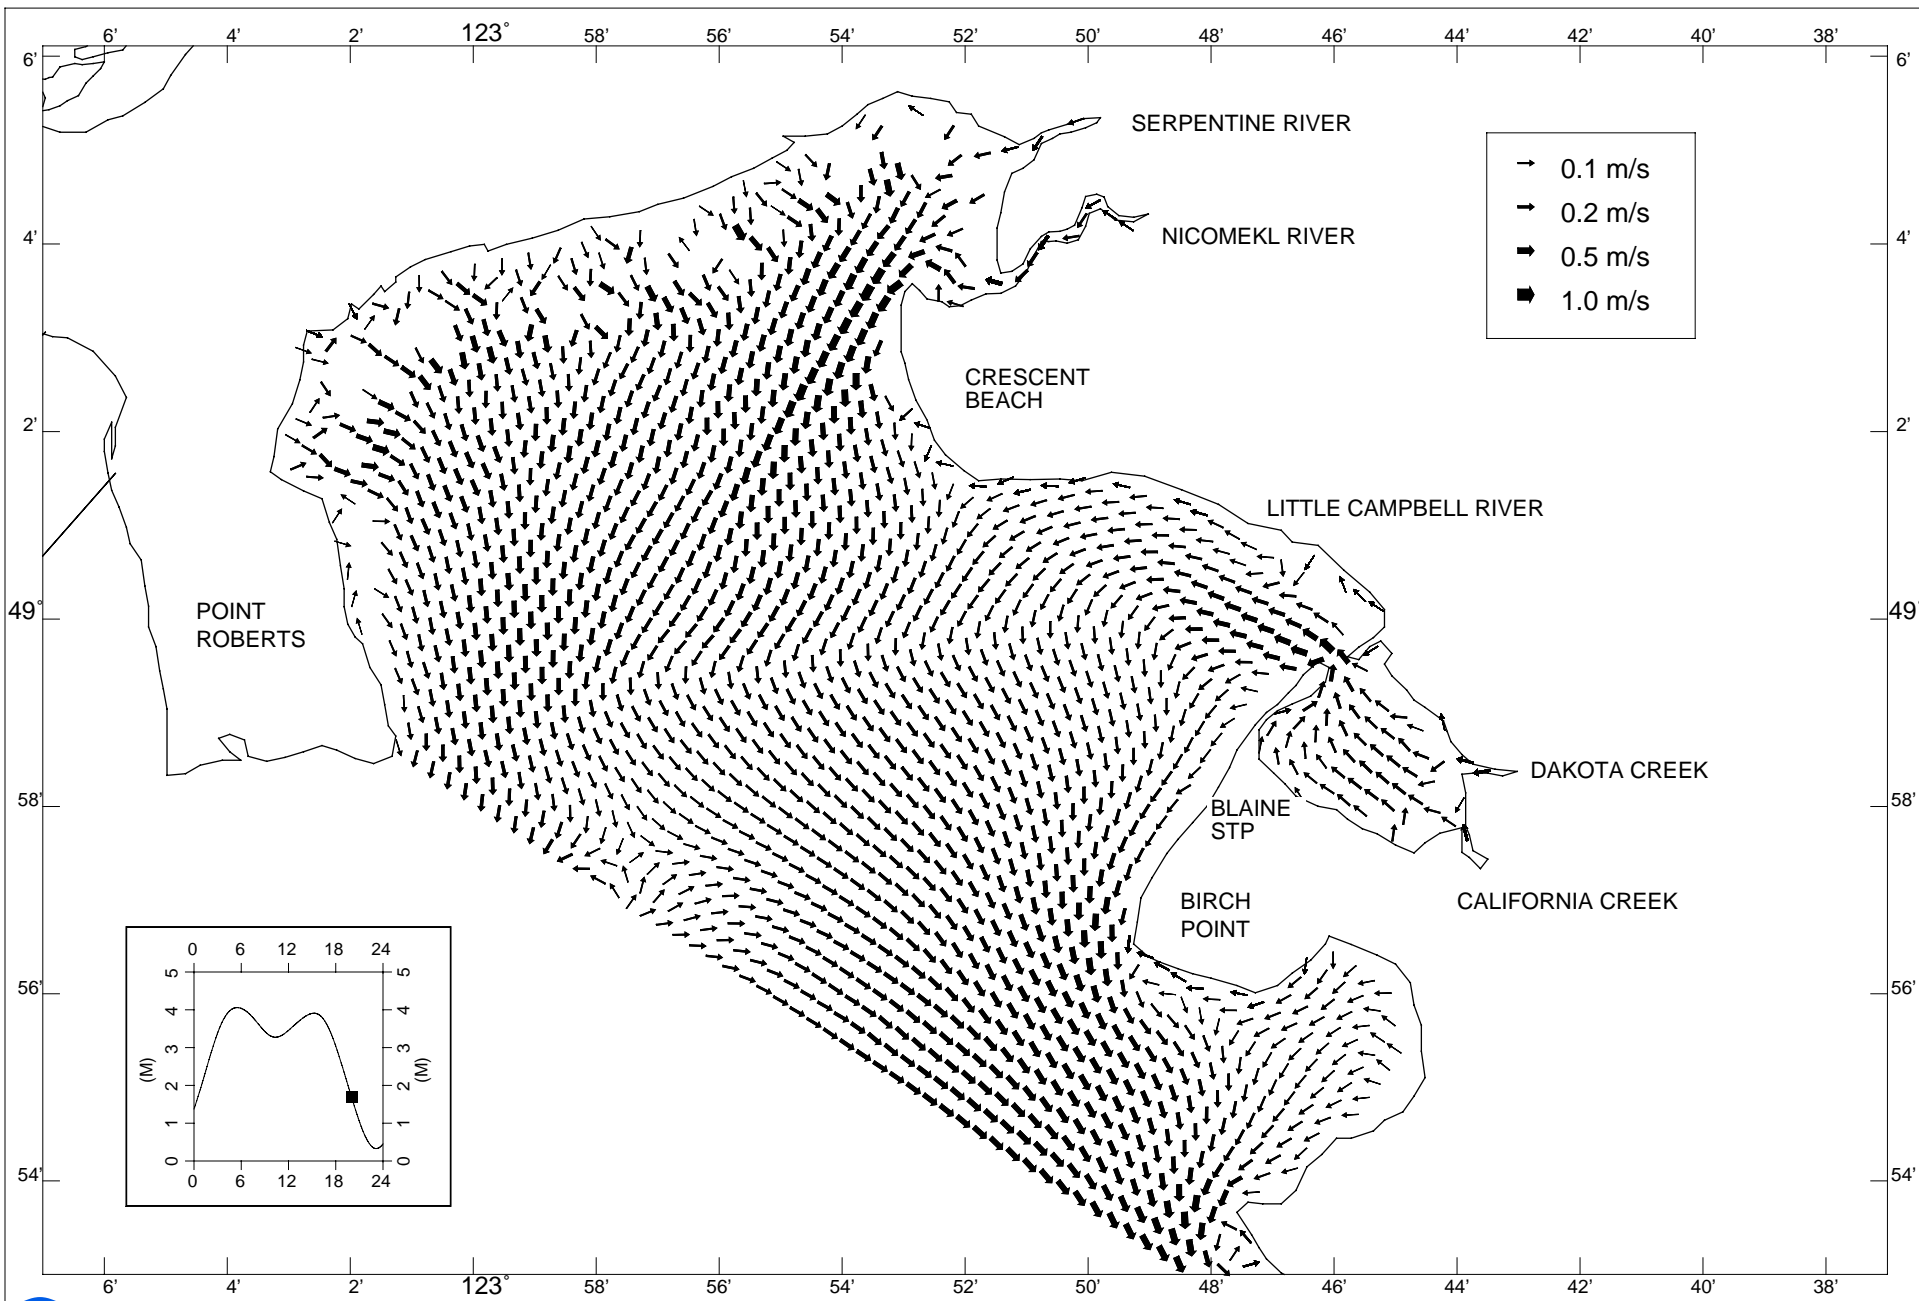 6' 4' 2' 123° 58' 56' 54' 52' 50' 48' 46' 44' 42' 40' 38'
6' 6'
SERPENTINE RIVER
0.1 m/s
0.2 m/s
NICOMEKL RIVER
4' 4'
0.5 m/s
1.0 m/s
CRESCENT
BEACH
2' 2'
LITTLE CAMPBELL RIVER
49° 49°
POINT
ROBERTS
DAKOTA CREEK
58' 58'
BLAINE
STP
BIRCH
POINT
CALIFORNIA CREEK
0 6 12 18 24
5 5
4 4
3 3
(M) (M)
2 2
1 1
0 0
0 6 12 18 24
56' 56'
54' 54'
6' 4' 2' 123° 58' 56' 54' 52' 50' 48' 46' 44' 42' 40' 38'